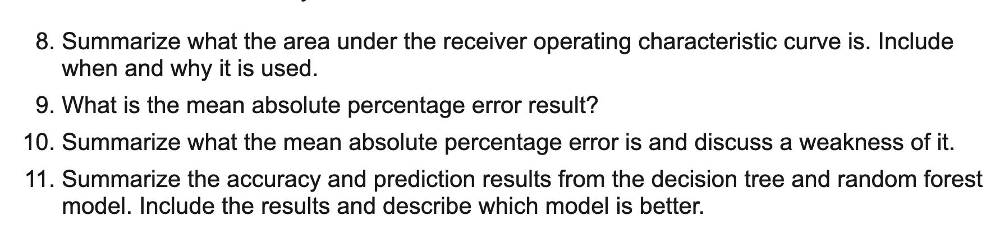 8. Summarize what the area under the receiver operating characteristic curve is. Include
when and why it is used.
9. What is the mean absolute percentage error result?
10. Summarize what the mean absolute percentage error is and discuss a weakness of it.
11. Summarize the accuracy and prediction results from the decision tree and random forest
model. Include the results and describe which model is better.